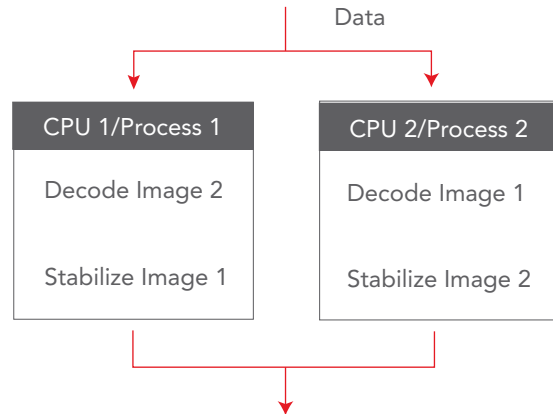 Data
CPU 1/Process 1
Decode Image 2
Stabilize Image 1
CPU 2/Process 2
Decode Image 1
Stabilize Image 2